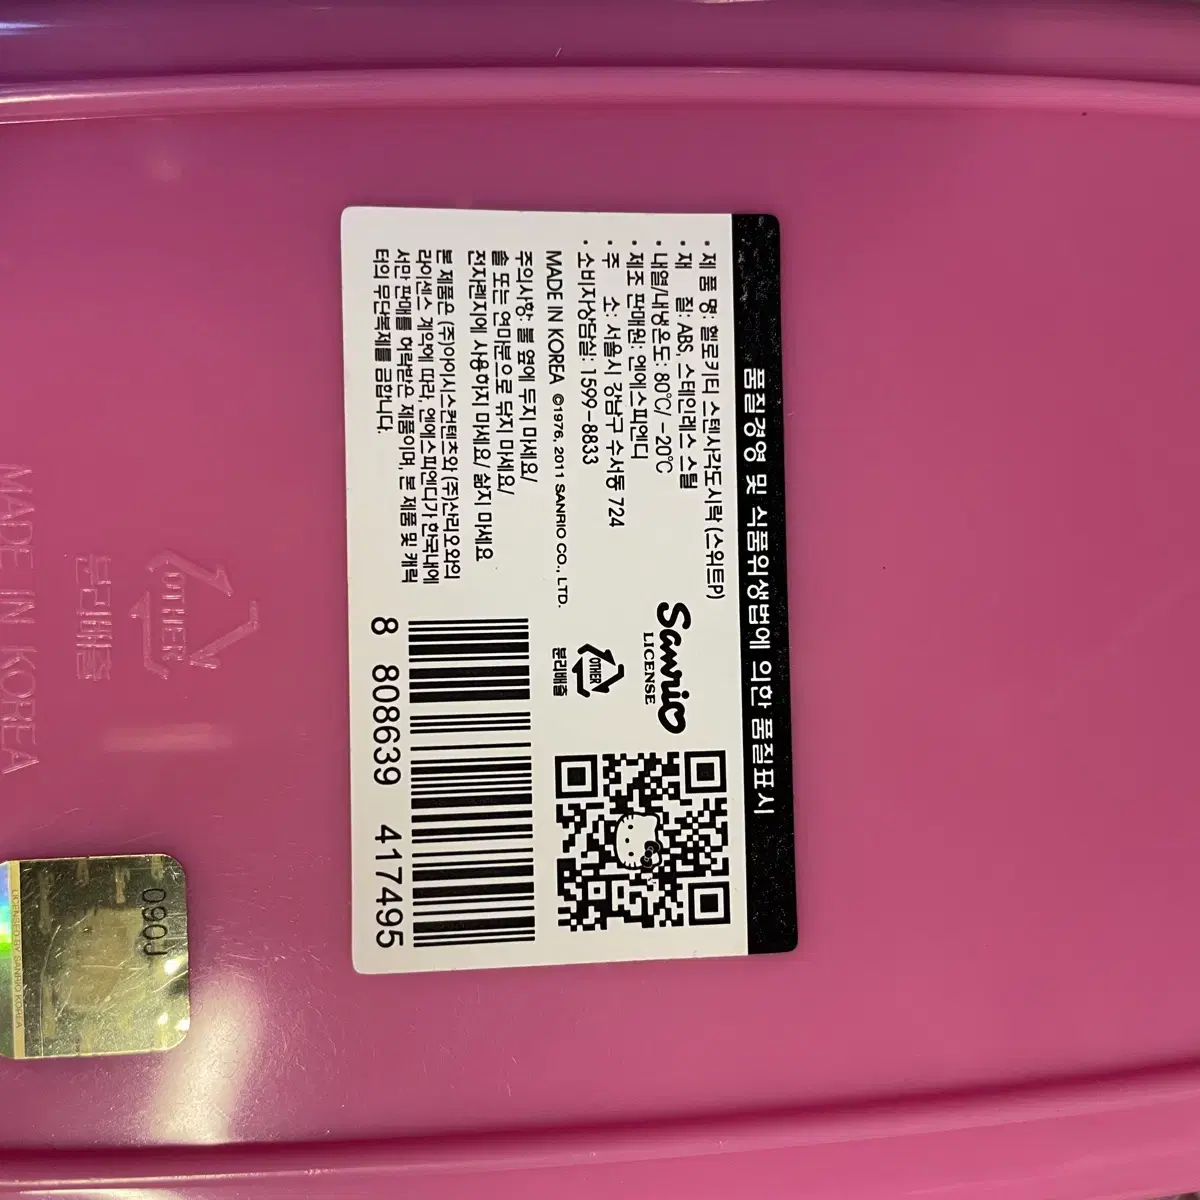 품질경영 및 식품위생법에 의한 품질표시
· 제 품 명: 헬로키티 스텐사각도시락 (스위트P)
· 재 질: ABS, 스테인레스 스틸
· 내열/내냉온도: 80℃/ -20℃
· 제조 판매원: 엔에스피엔디
· 주 소: 서울시 강남구 수서동 724
· 소비자상담실: 1599-8833
MADE IN KOREA ©1976, 2011 SANRIO CO., LTD.
주의사항: 불 옆에 두지 마세요/
솔 또는 연마분으로 닦지 마세요/
전자렌지에 사용하지 마세요/ 삶지 마세요
본 제품은 (주)아이시스컨텐츠와 (주)산리오와의
라이센스 계약에 따라, 엔에스피엔디가 한국내에
서만 판매를 허락받은 제품이며, 본 제품 및 캐릭
터의 무단복제를 금합니다.
Sanrio
LICENSE
OTHER
분리배출
8 808639 417495
OTHER
분리배출
MADE IN KOREA
090J
LICENSED BY SANRIO KOREA